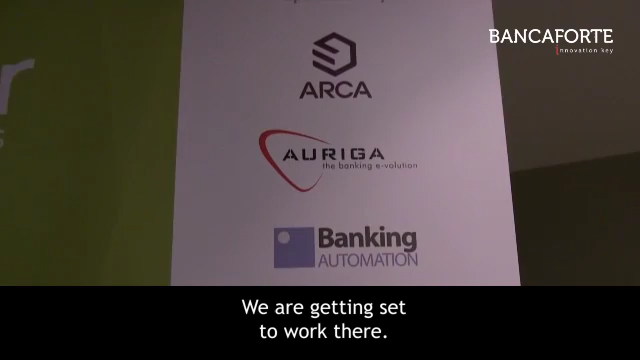 BANCAFORTE
innovation key
ARCA
AURIGA
the banking e-volution
Banking
AUTOMATION
We are getting set
to work there.